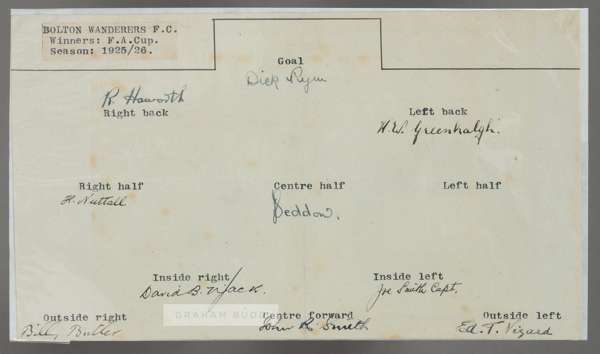 BOLTON WANDERERS F.C.
Winners: F.A.Cup.
Season: 1925/26.
Goal
Dick Pym
R. Haworth
Right back
Left back
H.W. Greenhalgh.
Right half
H. Nuttall
Centre half
Seddon.
Left half
Inside right
David B. N. Jack.
Inside left
Joe Smith Capt.
Outside right
Billy Butler
Centre forward
John R. Smith
Outside left
Ed. T. Vizard
GRAHAM BUDD